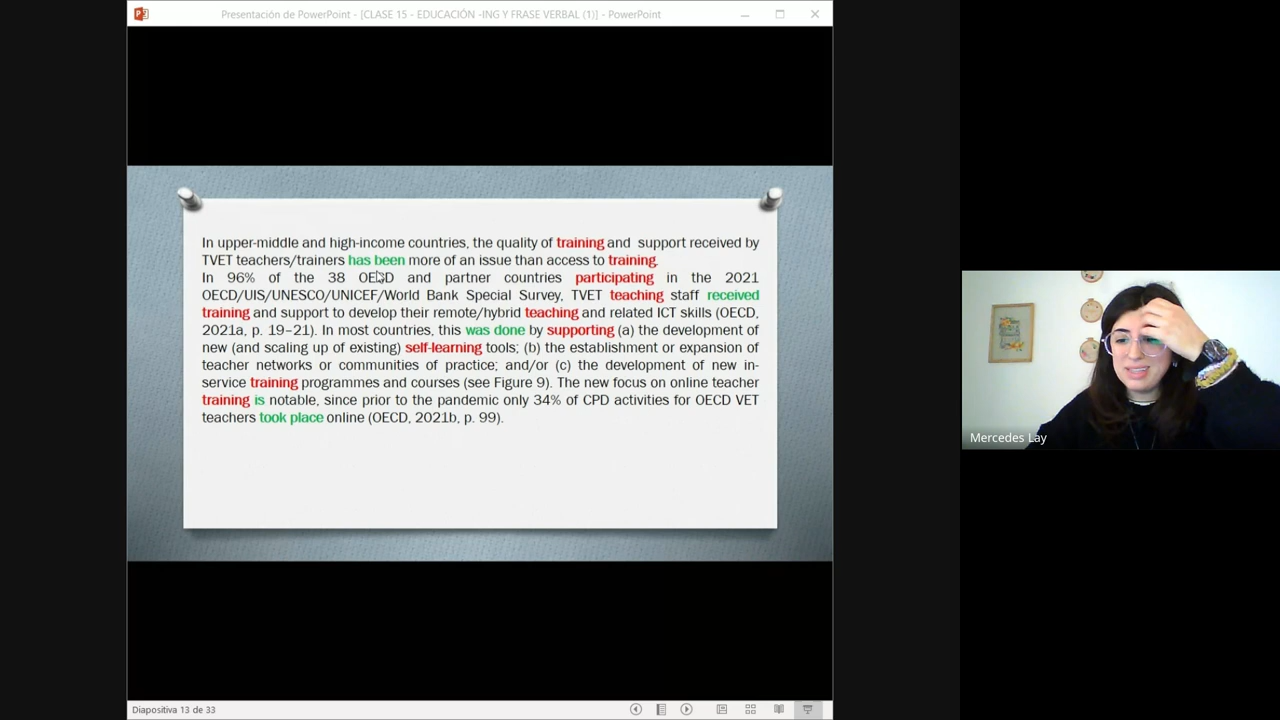 Presentación de PowerPoint - [CLASE 15 - EDUCACIÓN -ING Y FRASE VERBAL (1)] - PowerPoint
In upper-middle and high-income countries, the quality of training and support received by
TVET teachers/trainers has been more of an issue than access to training.
In 96% of the 38 OECD and partner countries participating in the 2021
OECD/UIS/UNESCO/UNICEF/World Bank Special Survey, TVET teaching staff received
training and support to develop their remote/hybrid teaching and related ICT skills (OECD,
2021a, p. 19–21). In most countries, this was done by supporting (a) the development of
new (and scaling up of existing) self-learning tools; (b) the establishment or expansion of
teacher networks or communities of practice; and/or (c) the development of new in-
service training programmes and courses (see Figure 9). The new focus on online teacher
training is notable, since prior to the pandemic only 34% of CPD activities for OECD VET
teachers took place online (OECD, 2021b, p. 99).
Mercedes Lay
Diapositiva 13 de 33